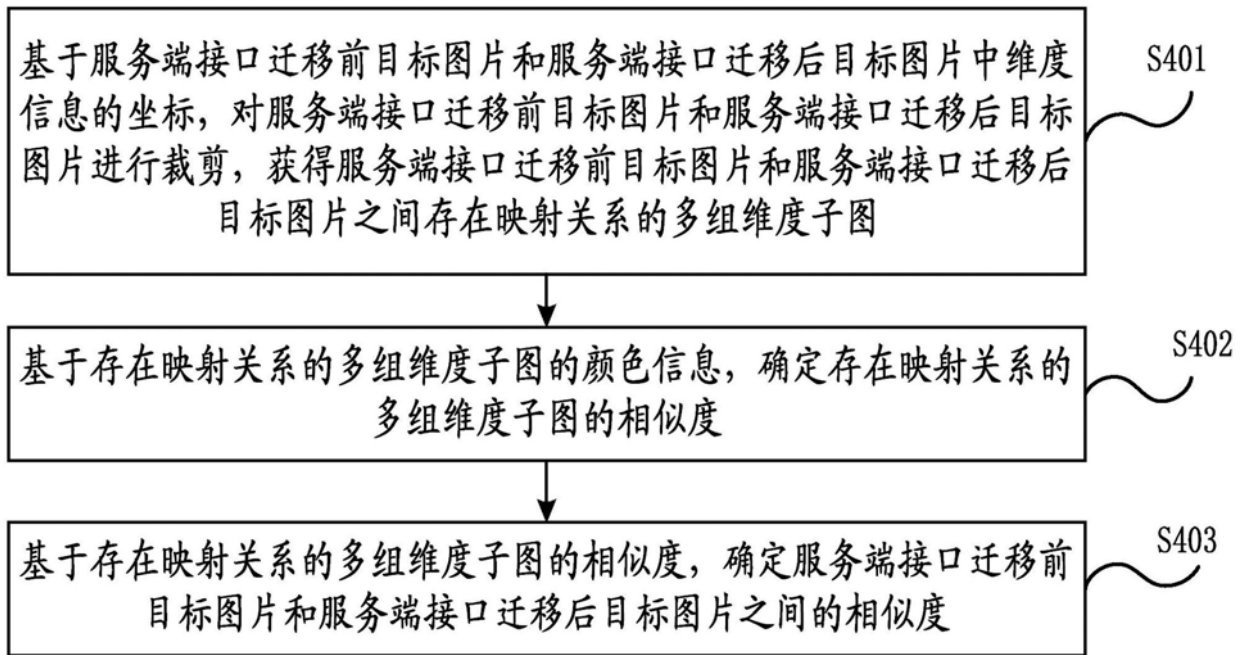 基于服务端接口迁移前目标图片和服务端接口迁移后目标图片中维度
信息的坐标，对服务端接口迁移前目标图片和服务端接口迁移后目标
图片进行裁剪，获得服务端接口迁移前目标图片和服务端接口迁移后
目标图片之间存在映射关系的多组维度子图
S401
基于存在映射关系的多组维度子图的颜色信息，确定存在映射关系的
多组维度子图的相似度
S402
基于存在映射关系的多组维度子图的相似度，确定服务端接口迁移前
目标图片和服务端接口迁移后目标图片之间的相似度
S403